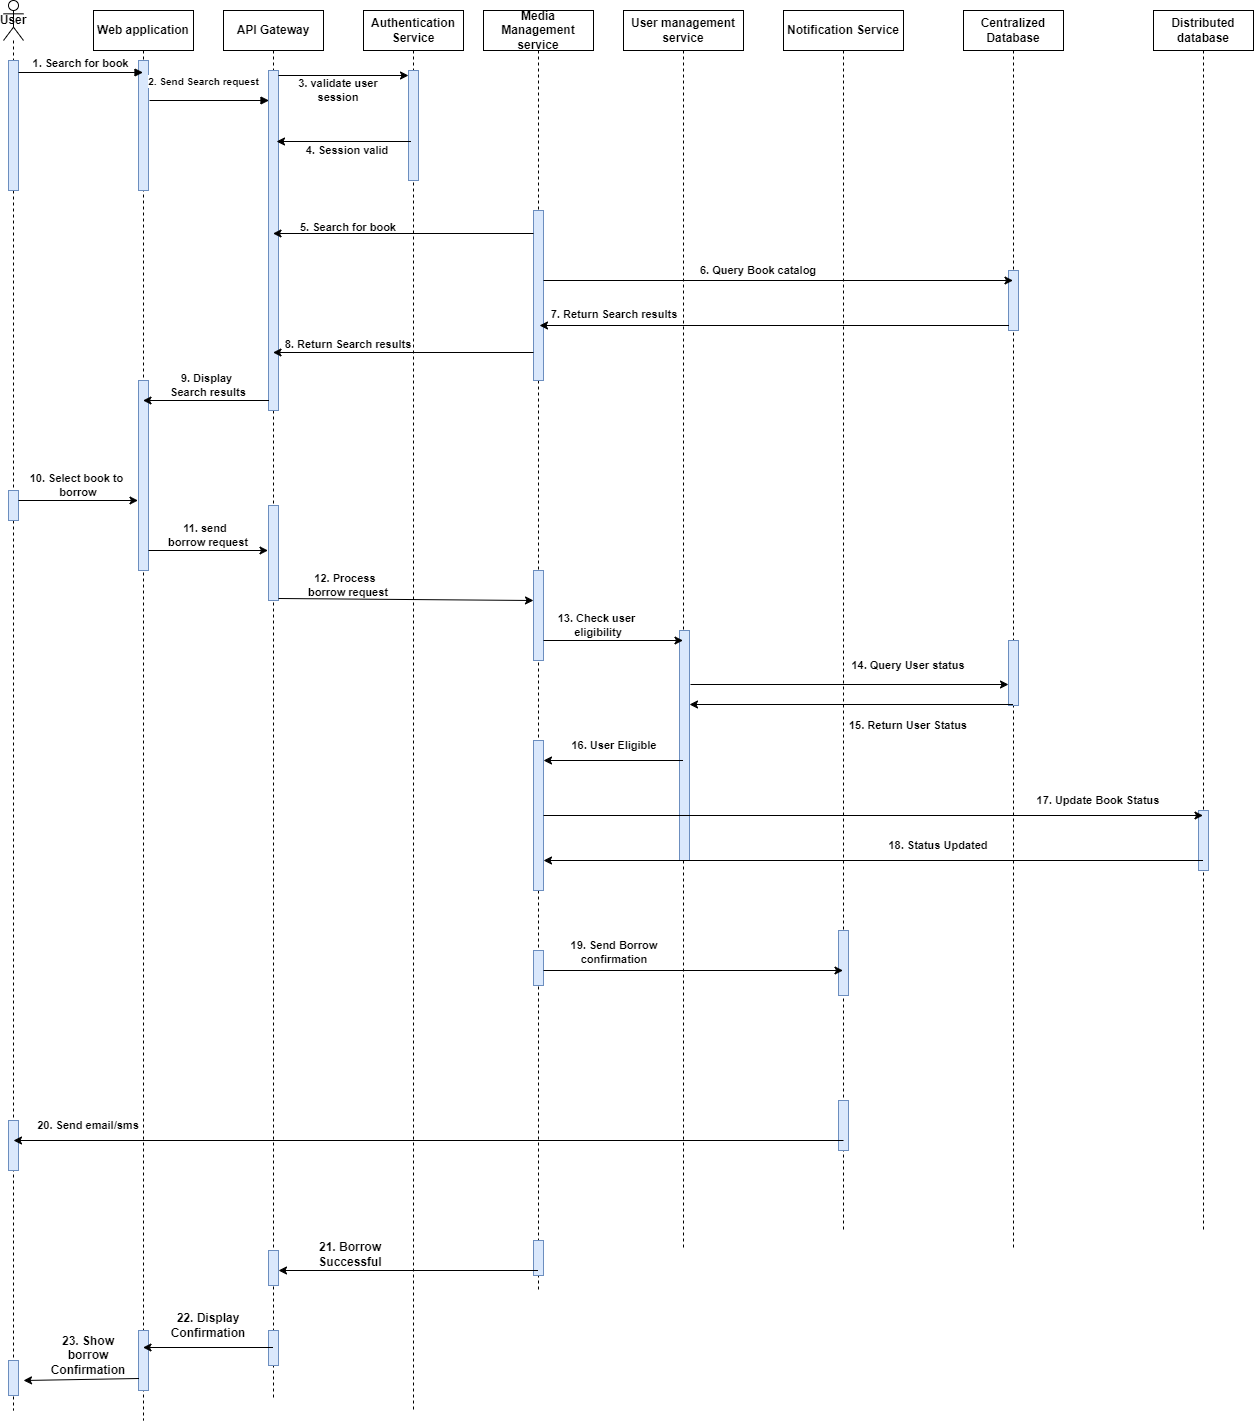 User
Web application
API Gateway
Authentication
Service
Media
Management
service
User management
service
Notification Service
Centralized
Database
Distributed
database
1. Search for book
2. Send Search request
3. validate user
session
4. Session valid
5. Search for book
6. Query Book catalog
7. Return Search results
8. Return Search results
9. Display
Search results
10. Select book to
borrow
11. send
borrow request
12. Process
borrow request
13. Check user
eligibility
14. Query User status
15. Return User Status
16. User Eligible
17. Update Book Status
18. Status Updated
19. Send Borrow
confirmation
20. Send email/sms
21. Borrow
Successful
22. Display
Confirmation
23. Show
borrow
Confirmation